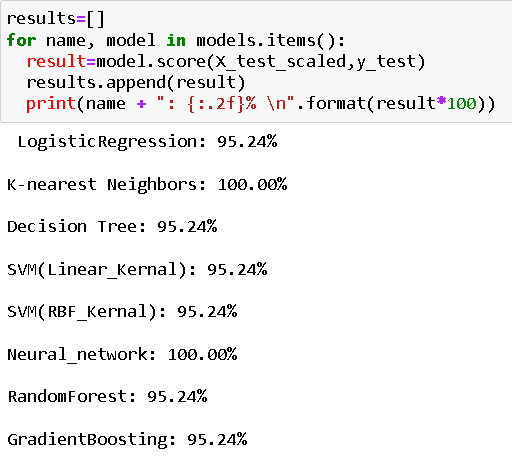 results=[]
for name, model in models.items():
  result=model.score(X_test_scaled,y_test)
  results.append(result)
  print(name + ": {:.2f}% \n".format(result*100))
 LogisticRegression: 95.24%
K-nearest Neighbors: 100.00%
Decision Tree: 95.24%
SVM(Linear_Kernal): 95.24%
SVM(RBF_Kernal): 95.24%
Neural_network: 100.00%
RandomForest: 95.24%
GradientBoosting: 95.24%